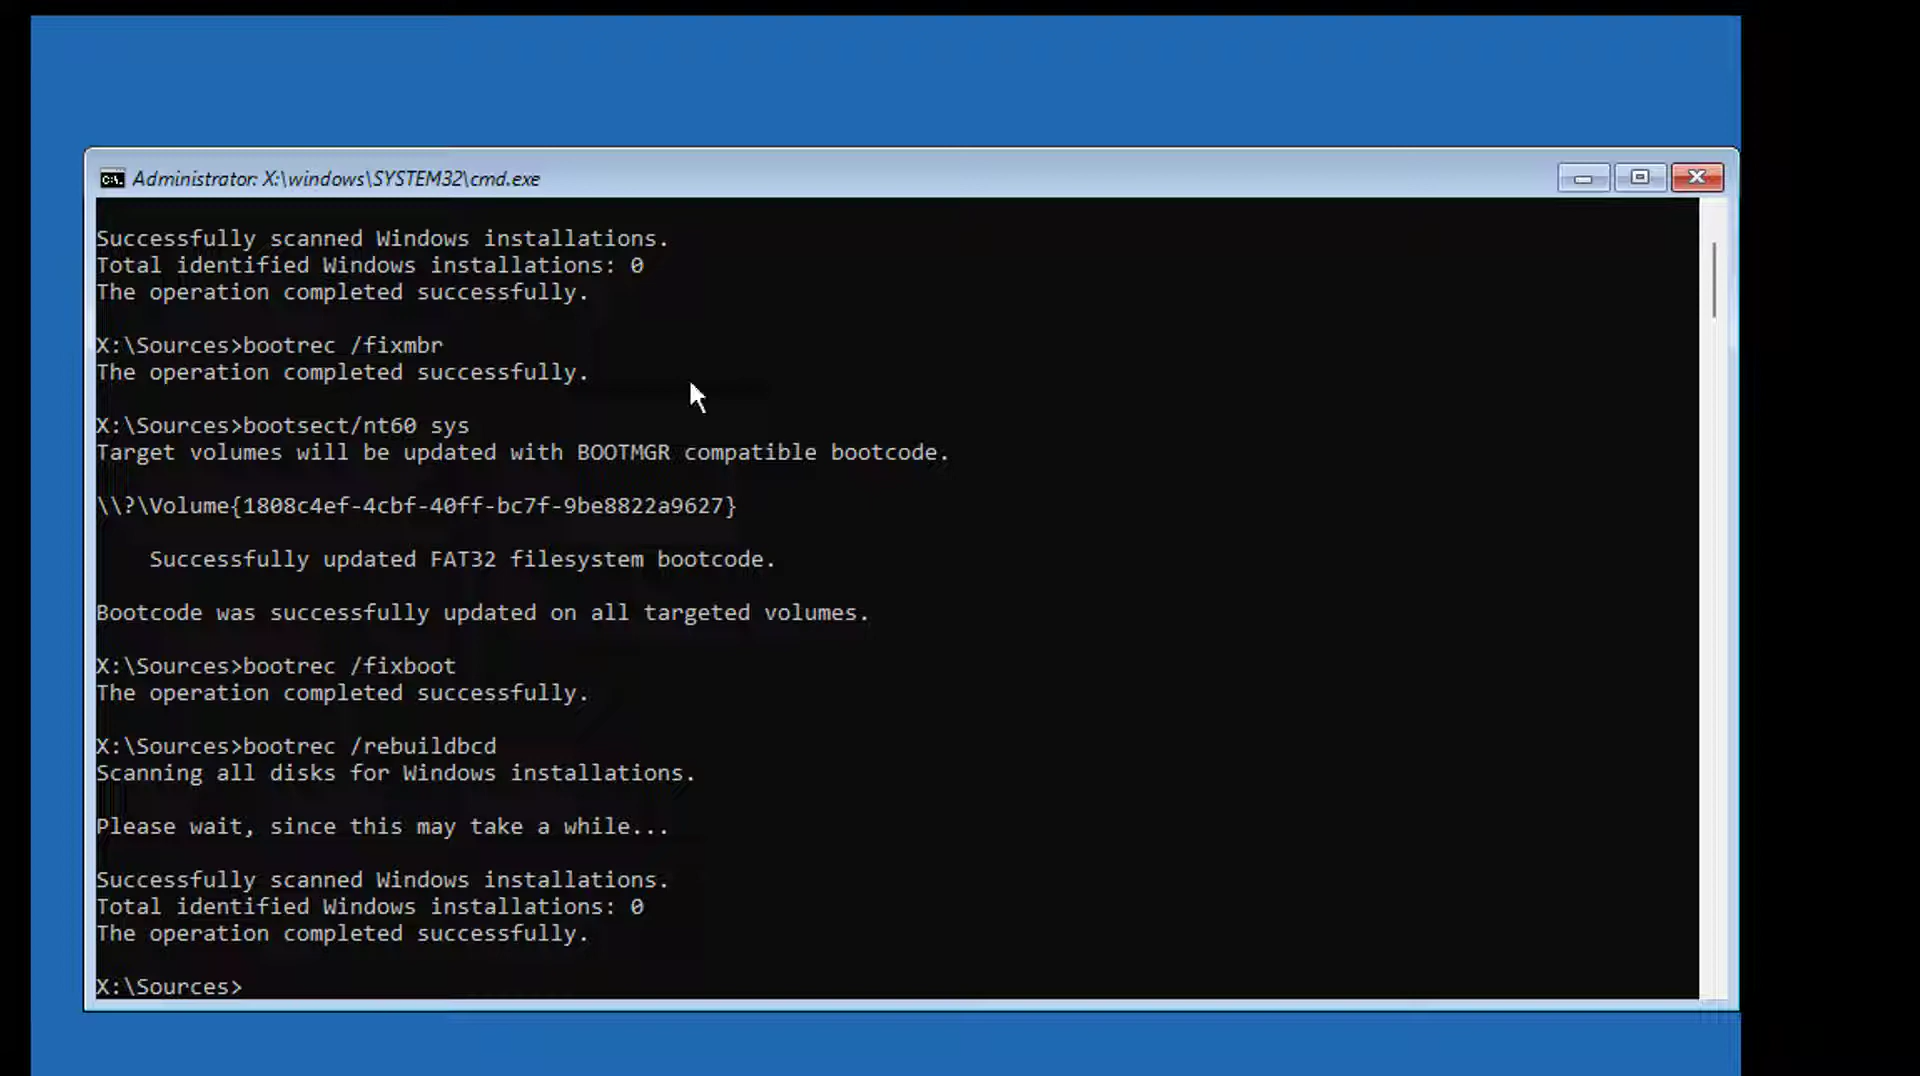 Administrator: X:\windows\SYSTEM32\cmd.exe
Successfully scanned Windows installations.
Total identified Windows installations: 0
The operation completed successfully.
X:\Sources>bootrec /fixmbr
The operation completed successfully.
X:\Sources>bootsect/nt60 sys
Target volumes will be updated with BOOTMGR compatible bootcode.
\\?\Volume{1808c4ef-4cbf-40ff-bc7f-9be8822a9627}
Successfully updated FAT32 filesystem bootcode.
Bootcode was successfully updated on all targeted volumes.
X:\Sources>bootrec /fixboot
The operation completed successfully.
X:\Sources>bootrec /rebuildbcd
Scanning all disks for Windows installations.
Please wait, since this may take a while...
Successfully scanned Windows installations.
Total identified Windows installations: 0
The operation completed successfully.
X:\Sources>